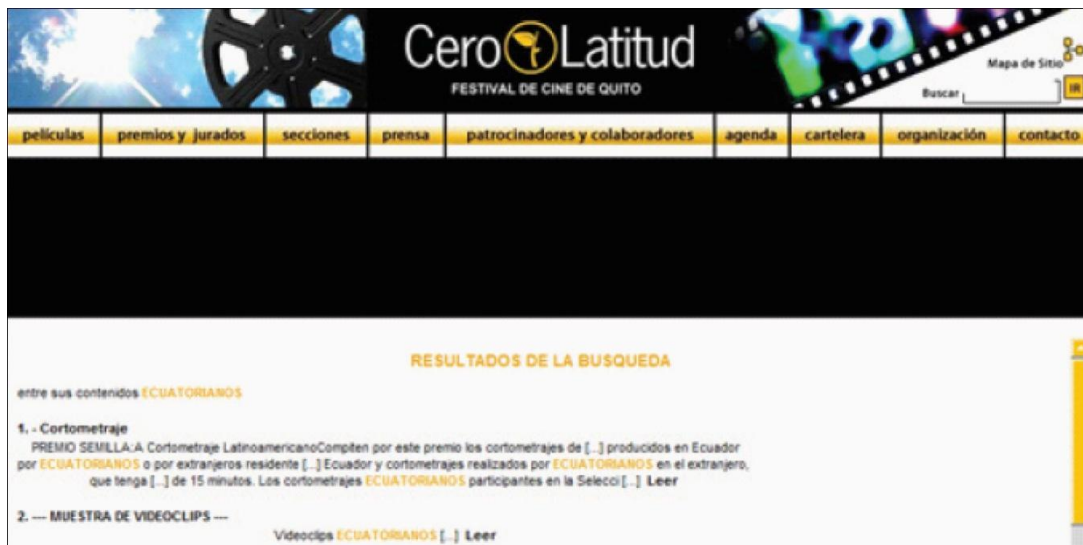 Cero Latitud
FESTIVAL DE CINE DE QUITO
Mapa de Sitio
Buscar IR
películas premios y jurados secciones prensa patrocinadores y colaboradores agenda cartelera organización contacto
RESULTADOS DE LA BUSQUEDA
entre sus contenidos ECUATORIANOS
1. - Cortometraje
PREMIO SEMILLA:A Cortometraje LatinoamericanoCompiten por este premio los cortometrajes de [...] producidos en Ecuador
por ECUATORIANOS o por extranjeros residente [...] Ecuador y cortometrajes realizados por ECUATORIANOS en el extranjero,
que tenga [...] de 15 minutos. Los cortometrajes ECUATORIANOS participantes en la Selecci [...] Leer
2. --- MUESTRA DE VIDEOCLIPS ---
Videoclips ECUATORIANOS [...] Leer